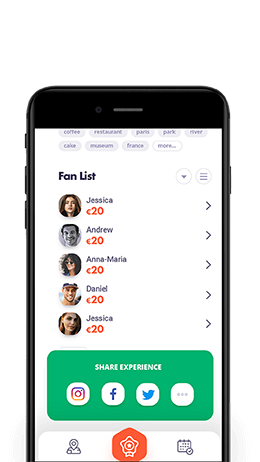 coffee restaurant paris park river
cake museum france more...
Fan List
Jessica
€20
Andrew
€20
Anna-Maria
€20
Daniel
€20
Jessica
€20
SHARE EXPERIENCE